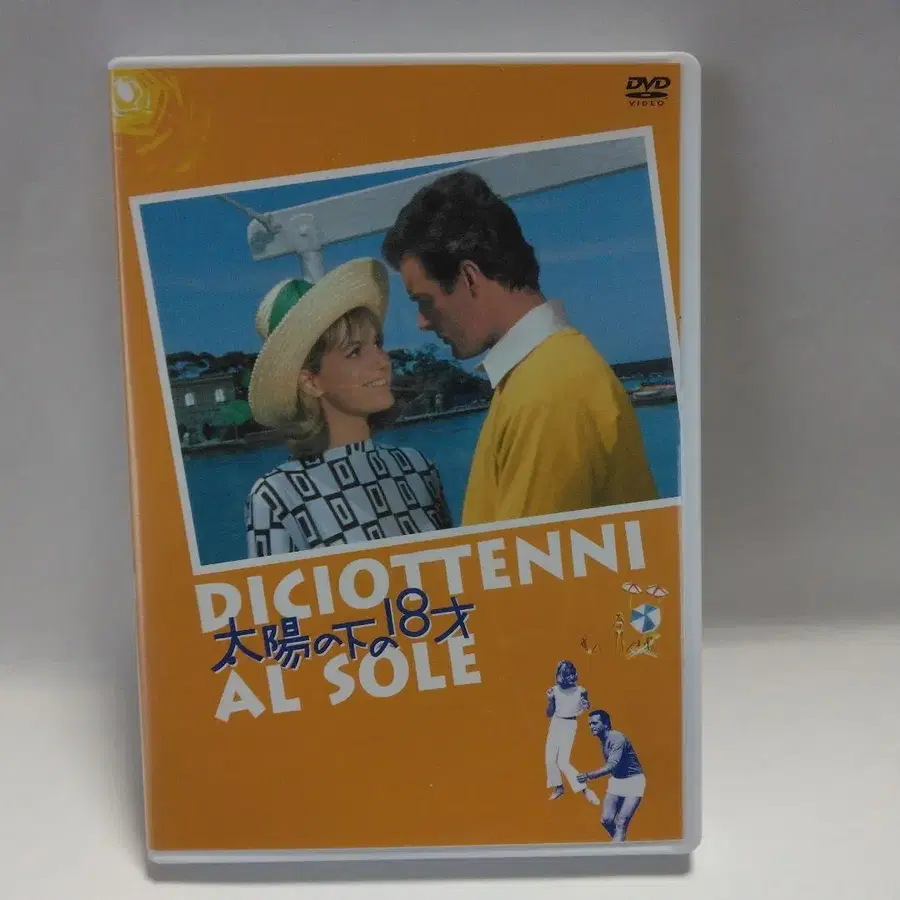 DVD
VIDEO
DICIOTTENNI
太陽の下の18才
AL SOLE